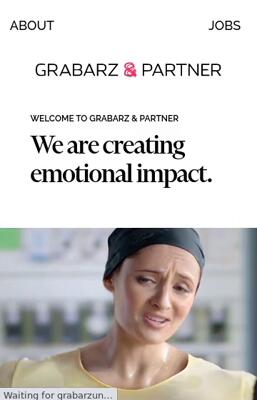 ABOUT JOBS
GRABARZ & PARTNER
WELCOME TO GRABARZ & PARTNER
We are creating
emotional impact.
Waiting for grabarzun...